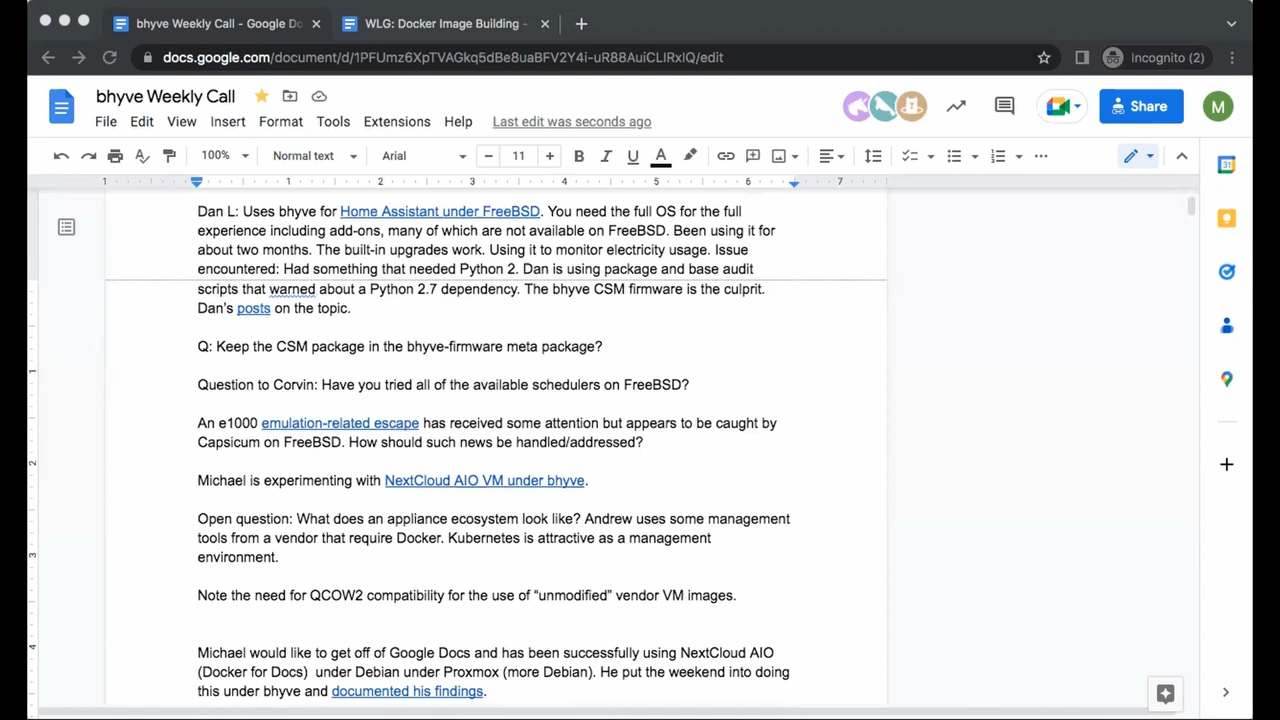 bhyve Weekly Call - Google Do
WLG: Docker Image Building -
docs.google.com/document/d/1PFUmz6XpTVAGkq5dBe8uaBFV2Y4i-uR88AuiCLIRxIQ/edit
Incognito (2)
bhyve Weekly Call
Share
M
File Edit View Insert Format Tools Extensions Help Last edit was seconds ago
100% Normal text Arial 11 B I U A
1 1 2 3 4 5 6 7
31
Dan L: Uses bhyve for Home Assistant under FreeBSD. You need the full OS for the full
experience including add-ons, many of which are not available on FreeBSD. Been using it for
about two months. The built-in upgrades work. Using it to monitor electricity usage. Issue
encountered: Had something that needed Python 2. Dan is using package and base audit
scripts that warned about a Python 2.7 dependency. The bhyve CSM firmware is the culprit.
Dan's posts on the topic.
Q: Keep the CSM package in the bhyve-firmware meta package?
1
Question to Corvin: Have you tried all of the available schedulers on FreeBSD?
An e1000 emulation-related escape has received some attention but appears to be caught by
Capsicum on FreeBSD. How should such news be handled/addressed?
2
Michael is experimenting with NextCloud AIO VM under bhyve.
Open question: What does an appliance ecosystem look like? Andrew uses some management
tools from a vendor that require Docker. Kubernetes is attractive as a management
environment.
3
Note the need for QCOW2 compatibility for the use of “unmodified” vendor VM images.
4
Michael would like to get off of Google Docs and has been successfully using NextCloud AIO
(Docker for Docs)  under Debian under Proxmox (more Debian). He put the weekend into doing
this under bhyve and documented his findings.